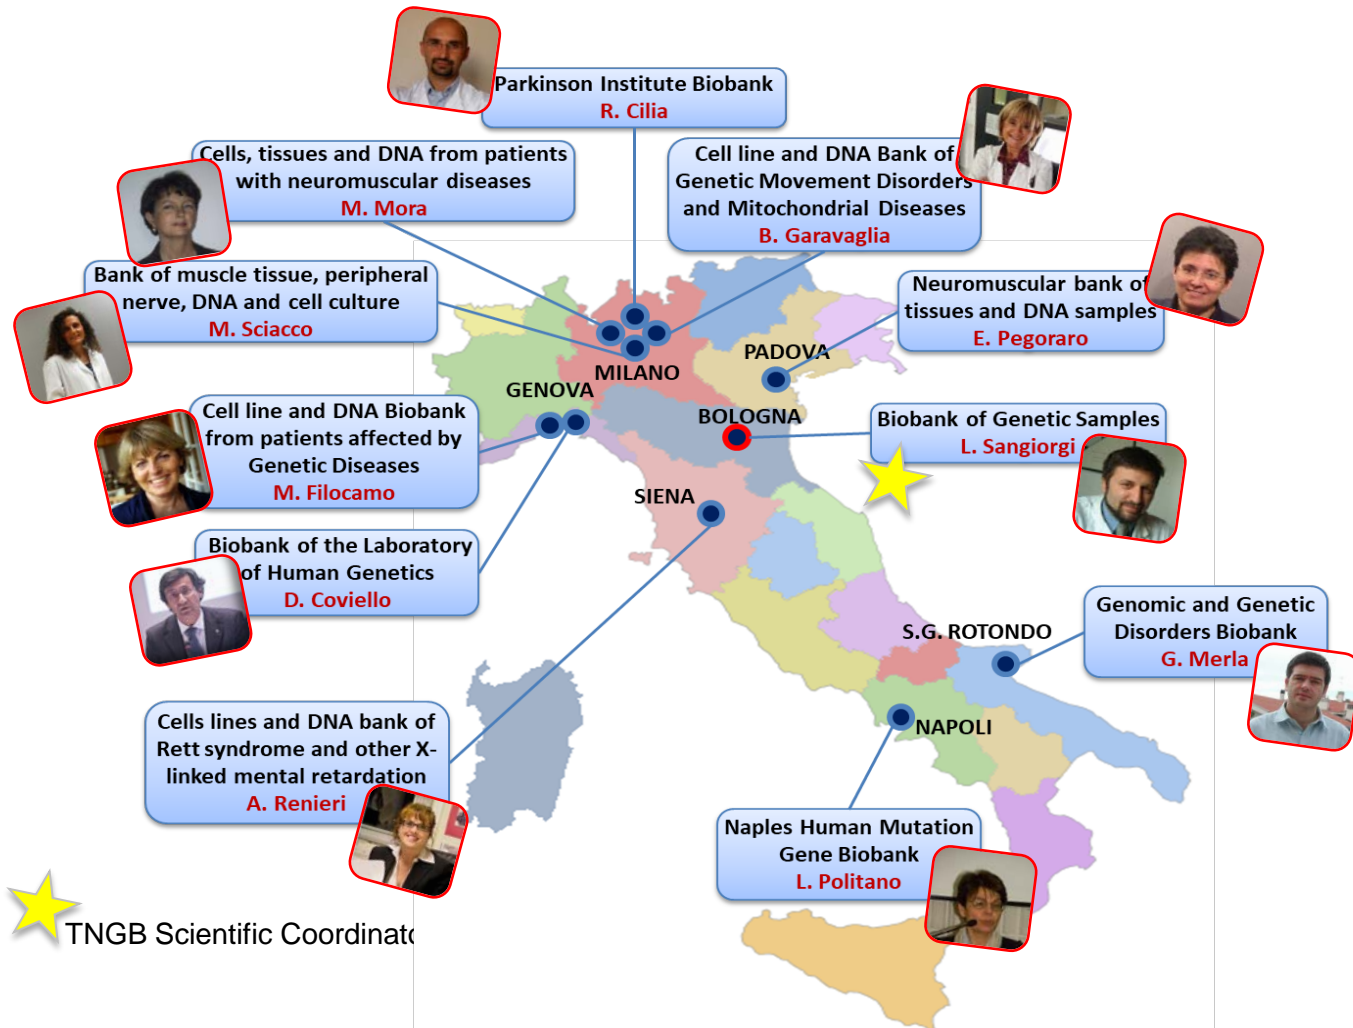 Parkinson Institute Biobank
R. Cilia
Cells, tissues and DNA from patients
with neuromuscular diseases
M. Mora
Cell line and DNA Bank of
Genetic Movement Disorders
and Mitochondrial Diseases
B. Garavaglia
Bank of muscle tissue, peripheral
nerve, DNA and cell culture
M. Sciacco
Neuromuscular bank of
tissues and DNA samples
E. Pegoraro
PADOVA
MILANO
GENOVA
BOLOGNA
Cell line and DNA Biobank
from patients affected by
Genetic Diseases
M. Filocamo
Biobank of Genetic Samples
L. Sangiorgi
SIENA
Biobank of the Laboratory
of Human Genetics
D. Coviello
S.G. ROTONDO
Genomic and Genetic
Disorders Biobank
G. Merla
NAPOLI
Cells lines and DNA bank of
Rett syndrome and other X-
linked mental retardation
A. Renieri
Naples Human Mutation
Gene Biobank
L. Politano
TNGB Scientific Coordinato